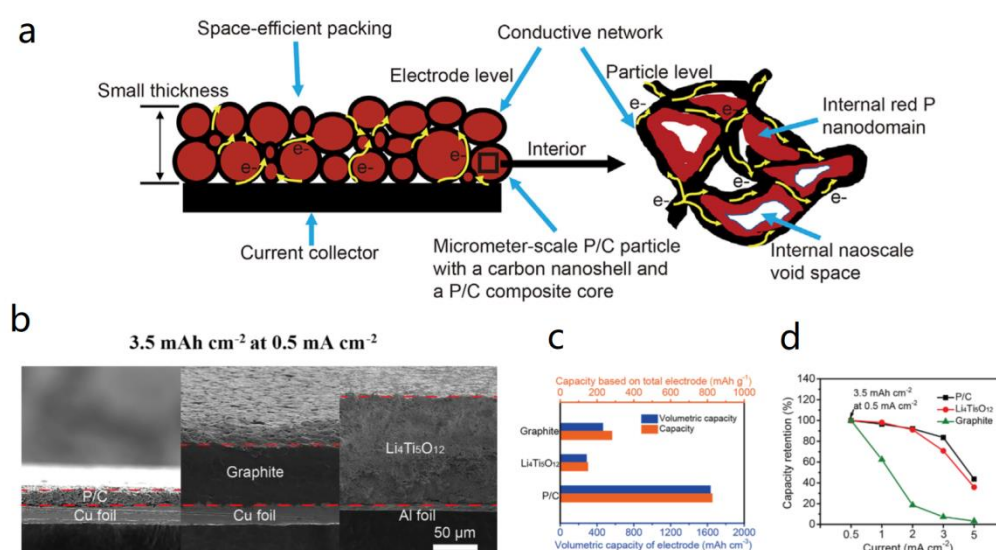 a
Space-efficient packing
Conductive network
Small thickness
Electrode level
Particle level
e-
e-
e-
e-
e-
e-
e-
e-
Internal red P
nanodomain
Interior
Current collector
Micrometer-scale P/C particle
with a carbon nanoshell and
a P/C composite core
Internal naoscale
void space
b
3.5 mAh cm⁻² at 0.5 mA cm⁻²
P/C
Cu foil
Graphite
Cu foil
Li₄Ti₅O₁₂
Al foil
50 μm
c
Capacity based on total electrode (mAh g⁻¹)
0 200 400 600 800 1000
Volumetric capacity
Capacity
Graphite
Li₄Ti₅O₁₂
P/C
0 400 800 1200 1600 2000
Volumetric capacity of electrode (mAh cm⁻³)
d
Capacity retention (%)
140
120
100
80
60
40
20
0
3.5 mAh cm⁻²
at 0.5 mA cm⁻²
P/C
Li₄Ti₅O₁₂
Graphite
0.5 1 2 3 5
Current (mA cm⁻²)